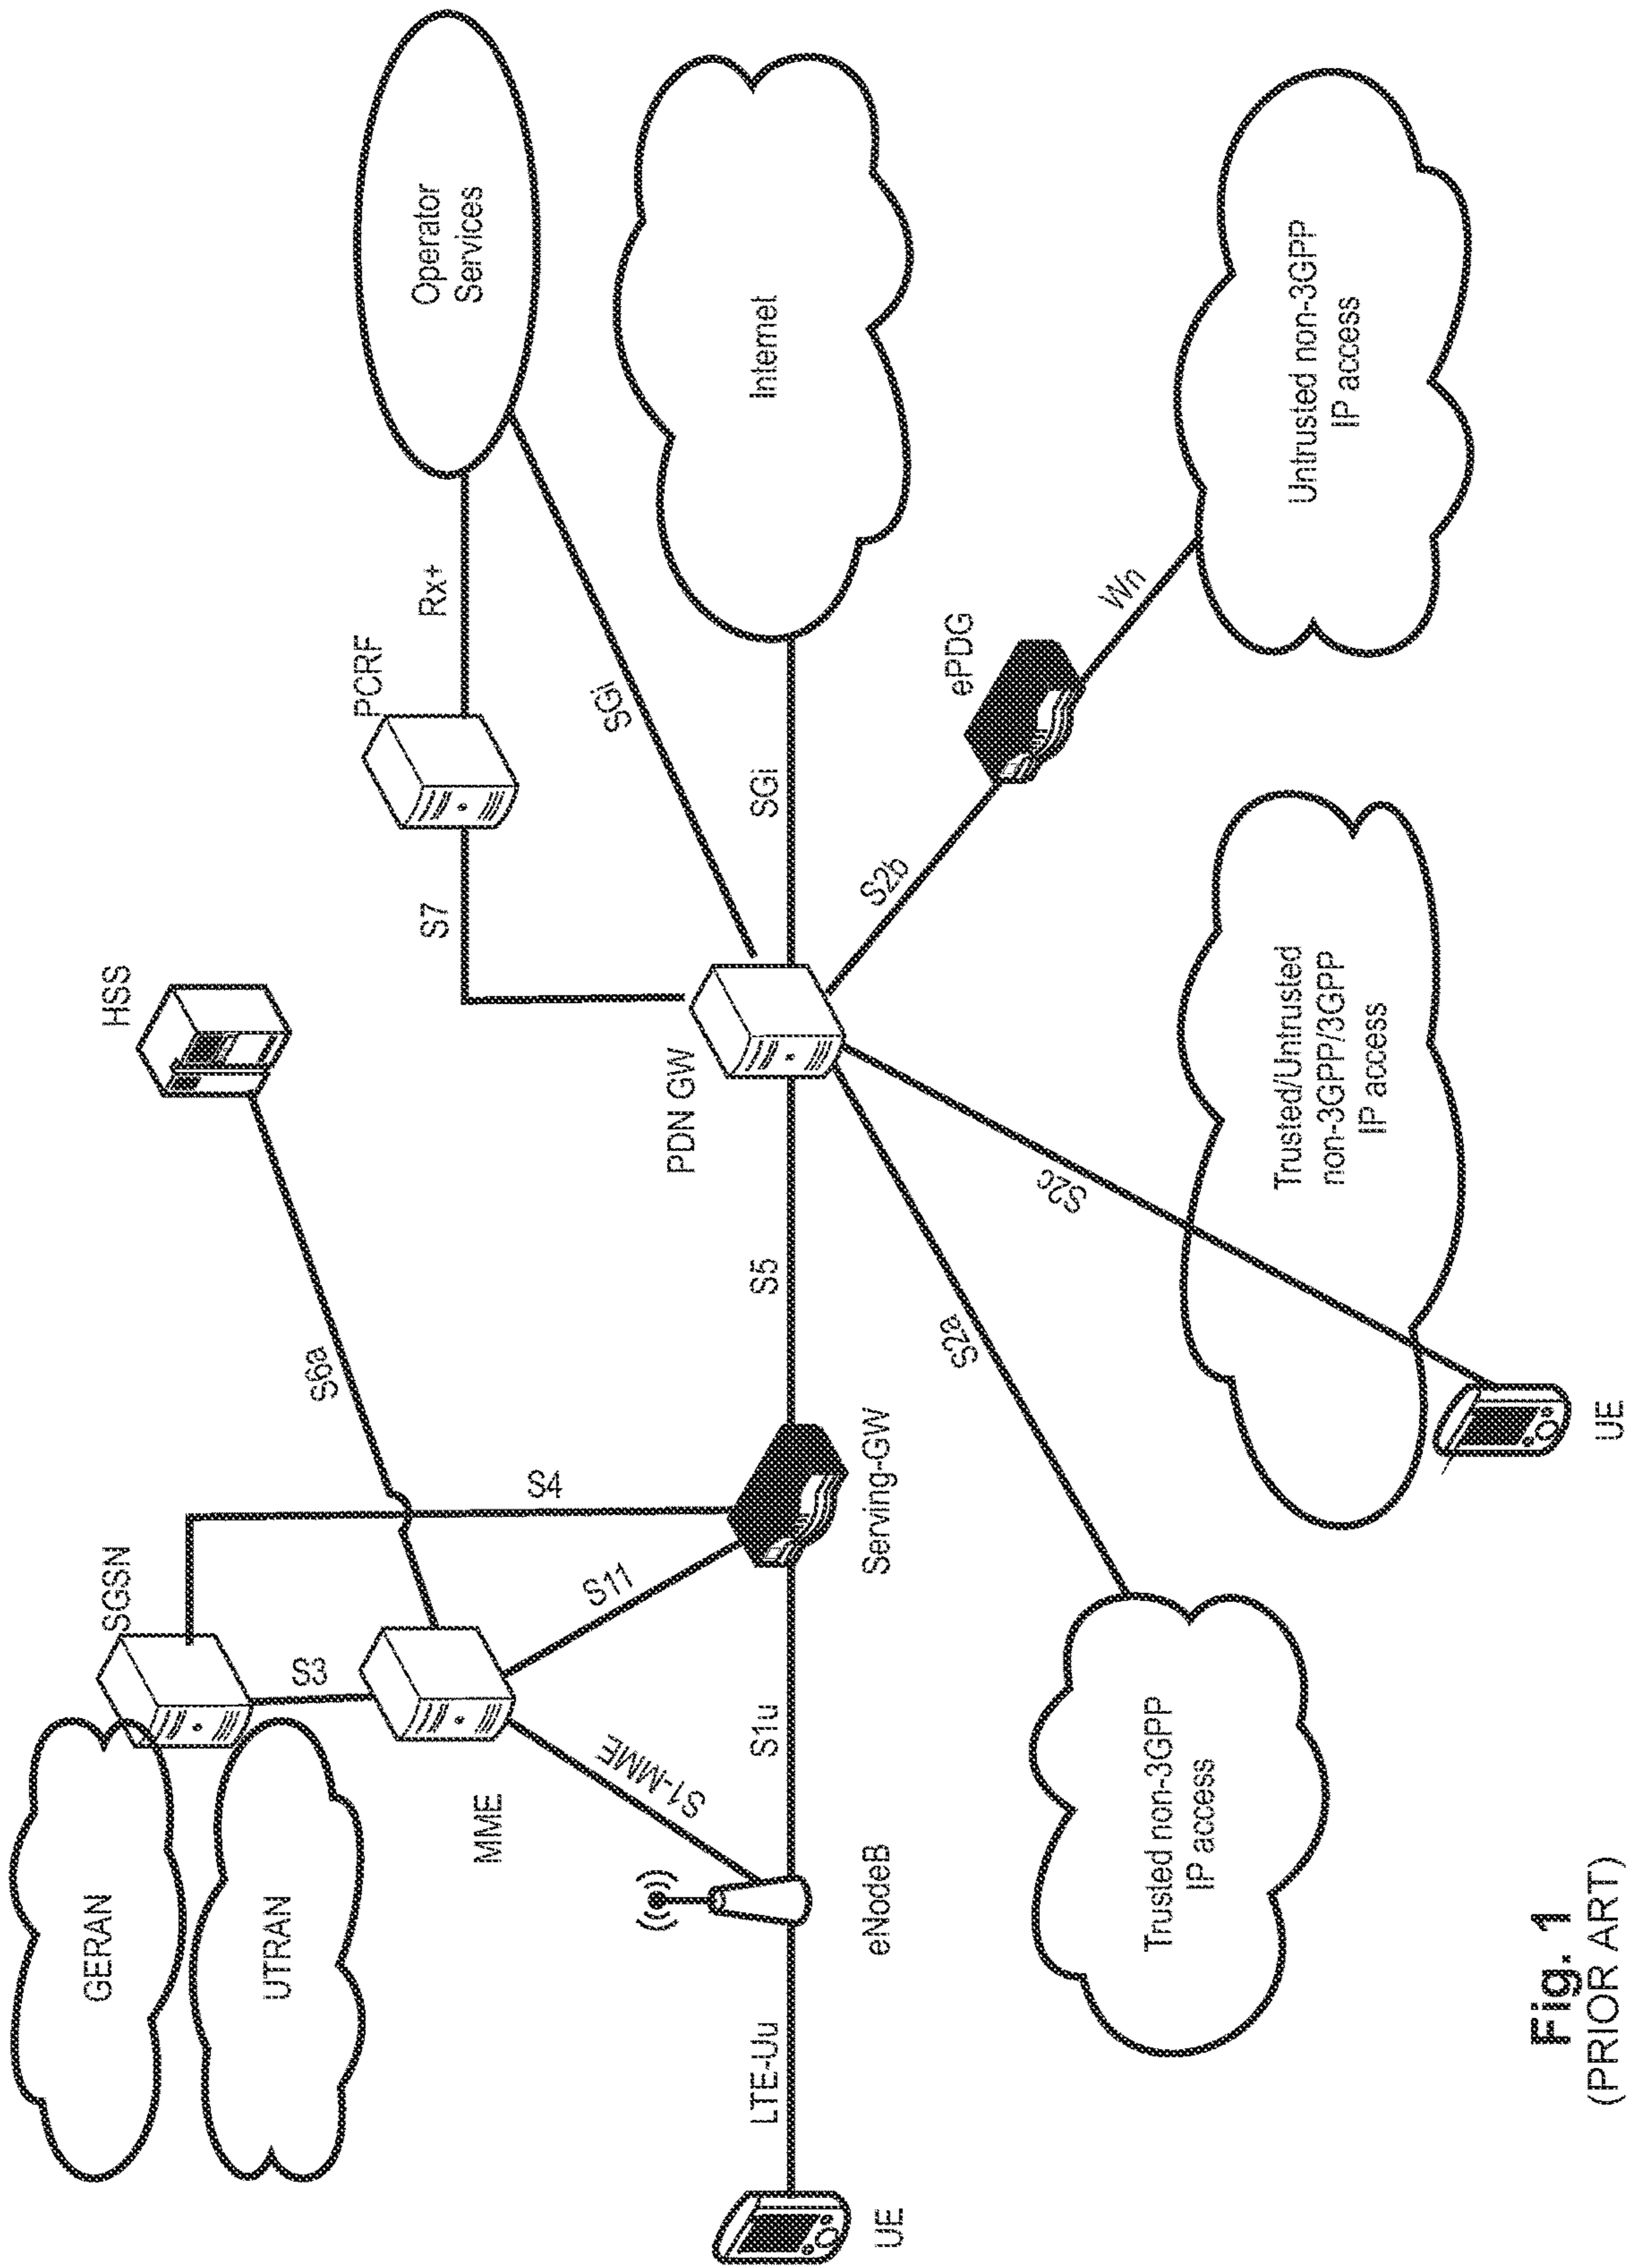 GERAN
UTRAN
SGSN
HSS
S3
S4
S6a
MME
S11
S1-MME
S7
PCRF
Rx+
Operator
Services
sGi
UE
LTE-Uu
eNodeB
S1u
Serving-GW
S5
PDN GW
SGi
Internet
S2a
S2c
S2b
ePDG
Wn
Trusted non-3GPP
IP access
Trusted/Untrusted
non-3GPP/3GPP
IP access
Untrusted non-3GPP
IP access
UE
Fig. 1
(PRIOR ART)